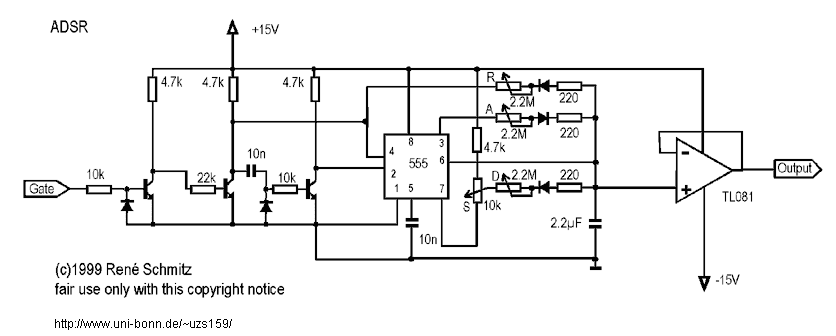 ADSR
+15V
4.7k
4.7k
4.7k
R
2.2M
220
A
2.2M
220
8
3
4
555
6
2
1
5
7
4.7k
10n
10k
22k
10k
Gate
D
2.2M
220
S
10k
10n
2.2µF
-
+
TL081
Output
-15V
(c)1999 René Schmitz
fair use only with this copyright notice
http://www.uni-bonn.de/~uzs159/